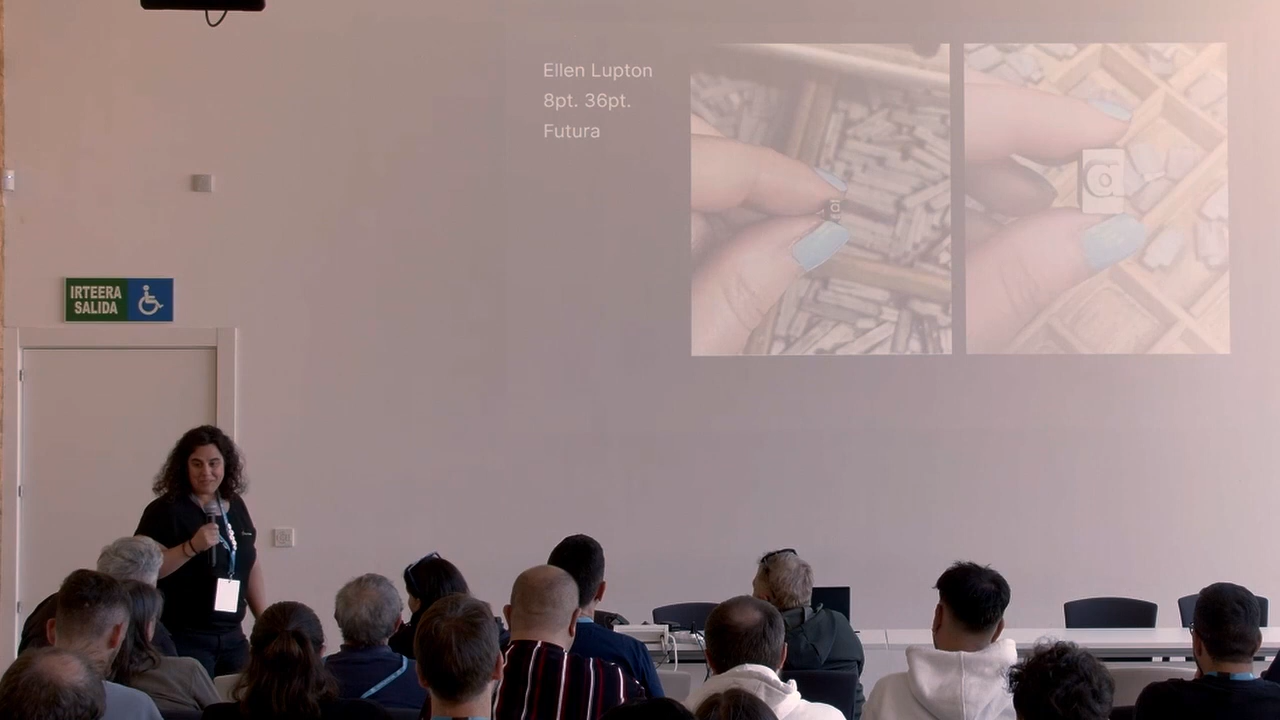 Ellen Lupton
8pt. 36pt.
Futura
a
IRTEERA
SALIDA